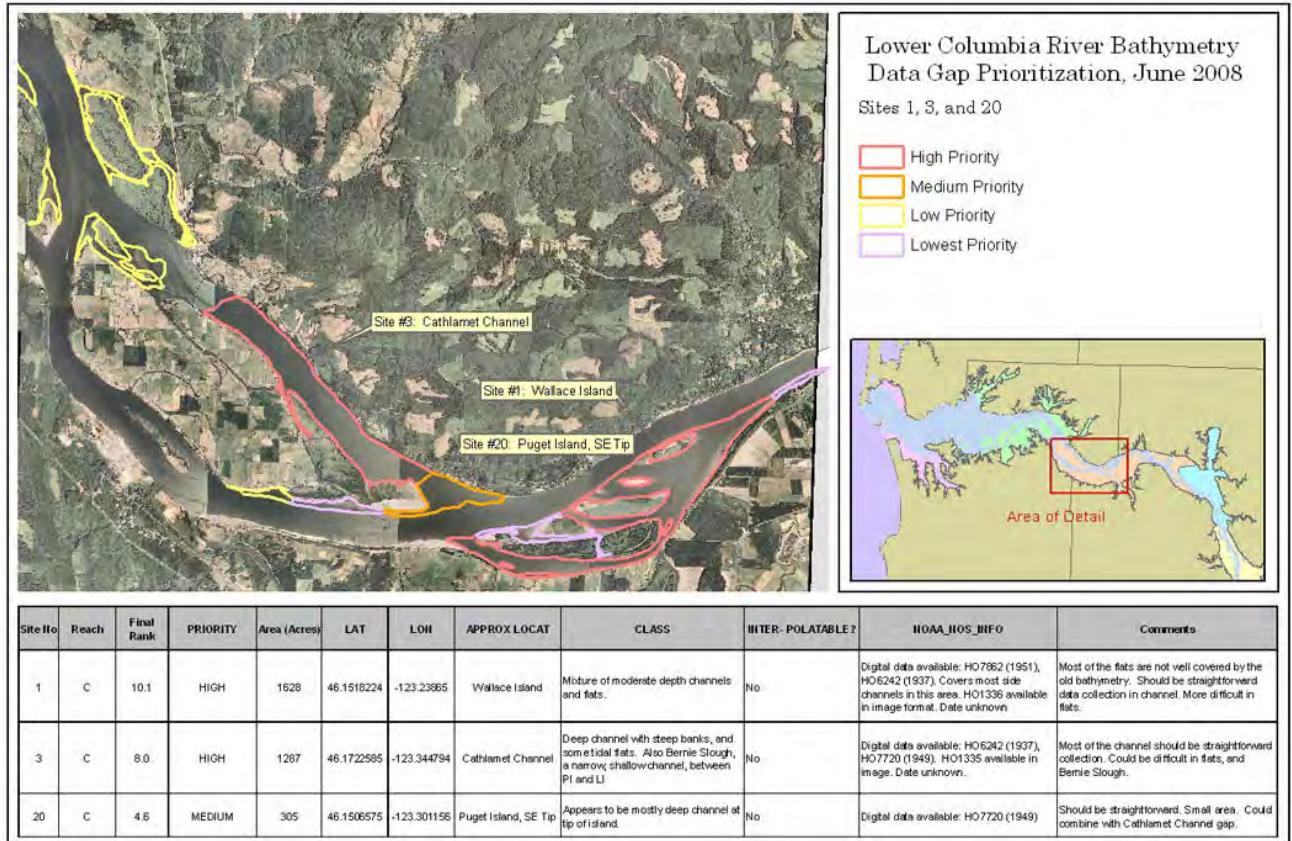 Lower Columbia River Bathymetry
Data Gap Prioritization, June 2008
Sites 1, 3, and 20
High Priority
Medium Priority
Low Priority
Lowest Priority
Site #3: Cathlamet Channel
Site #1: Wallace Island
Site #20: Puget Island, SE Tip
Area of Detail
Site No Reach Final Rank PRIORITY Area (Acres) LAT LON APPROX LOCAT CLASS INTER- POLATABLE? NOAA_NOS_INFO Comments
1 C 10.1 HIGH 1628 46.1518224 -123.23865 Wallace Island Mixture of moderate depth channels and flats. No Digital data available: HO7862 (1951), HO6242 (1937). Covers most side channels in this area. HO1336 available in image format. Date unknown Most of the flats are not well covered by the old bathymetry. Should be straightforward data collection in channel. More difficult in flats.
3 C 8.0 HIGH 1287 46.1722585 -123.344794 Cathlamet Channel Deep channel with steep banks, and some tidal flats. Also Bernie Slough, a narrow, shallow channel, between PI and LI No Digital data available: HO6242 (1937), HO7720 (1949). HO1335 available in image. Date unknown. Most of the channel should be straightforward collection. Could be difficult in flats, and Bernie Slough.
20 C 4.6 MEDIUM 305 46.1506575 -123.301156 Puget Island, SE Tip Appears to be mostly deep channel at tip of island. No Digital data available: HO7720 (1949) Should be straightforward. Small area. Could combine with Cathlamet Channel gap.